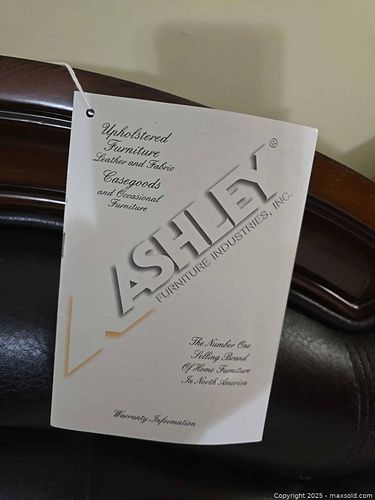 Upholstered
Furniture
Leather and Fabric
Casegoods
and Occasional
Furniture
ASHLEY®
FURNITURE INDUSTRIES, INC.
The Number One
Selling Brand
Of Home Furniture
In North America
Warranty Information
Copyright 2025 - maxsold.com